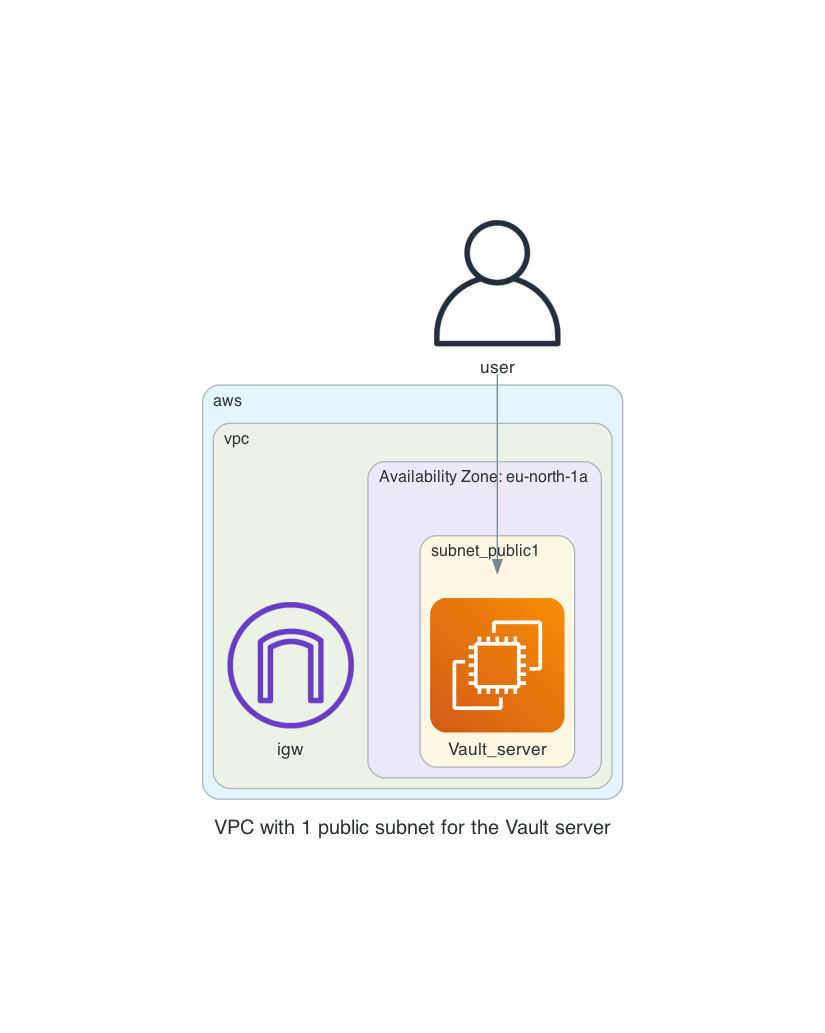 user
aws
vpc
Availability Zone: eu-north-1a
subnet_public1
igw
Vault_server
VPC with 1 public subnet for the Vault server